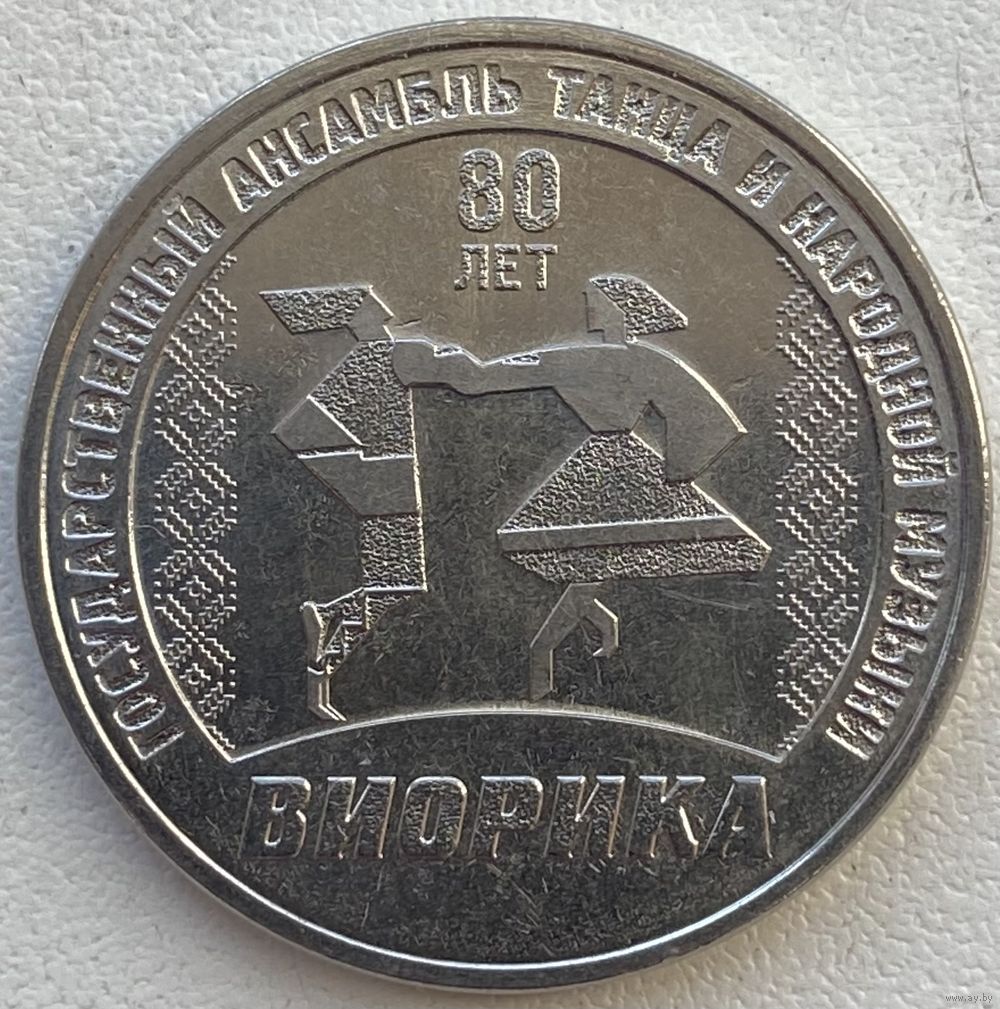 ГОСУДАРСТВЕННЫЙ АНСАМБЛЬ ТАНЦА И НАРОДНОЙ МУЗЫКИ
80
ЛЕТ
ВИОРИКА
www.ay.by